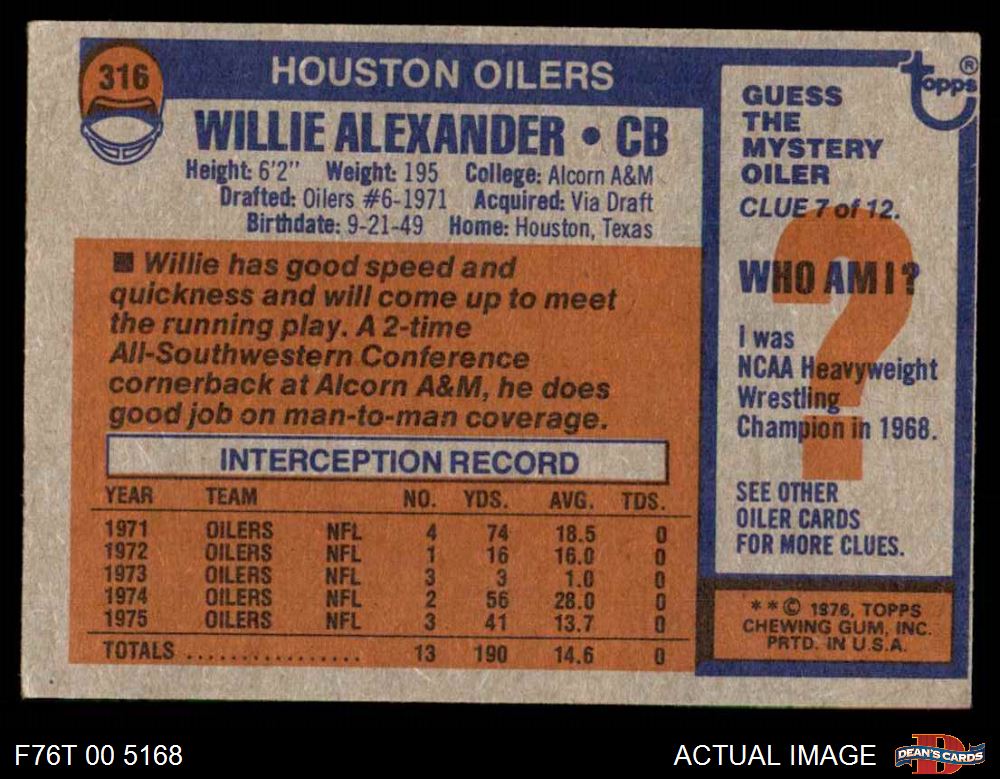 316
HOUSTON OILERS
WILLIE ALEXANDER • CB
Height: 6'2" Weight: 195 College: Alcorn A&M
Drafted: Oilers #6-1971 Acquired: Via Draft
Birthdate: 9-21-49 Home: Houston, Texas
■ Willie has good speed and
quickness and will come up to meet
the running play. A 2-time
All-Southwestern Conference
cornerback at Alcorn A&M, he does
good job on man-to-man coverage.
INTERCEPTION RECORD
YEAR TEAM NO. YDS. AVG. TDS.
1971 OILERS NFL 4 74 18.5 0
1972 OILERS NFL 1 16 16.0 0
1973 OILERS NFL 3 3 1.0 0
1974 OILERS NFL 2 56 28.0 0
1975 OILERS NFL 3 41 13.7 0
TOTALS ................ 13 190 14.6 0
topps®
GUESS
THE
MYSTERY
OILER
CLUE 7 of 12.
?
WHO AM I?
I was
NCAA Heavyweight
Wrestling
Champion in 1968.
SEE OTHER
OILER CARDS
FOR MORE CLUES.
**© 1976, TOPPS
CHEWING GUM, INC.
PRTD. IN U.S.A.
F76T 00 5168
ACTUAL IMAGE
D
DEAN'S CARDS